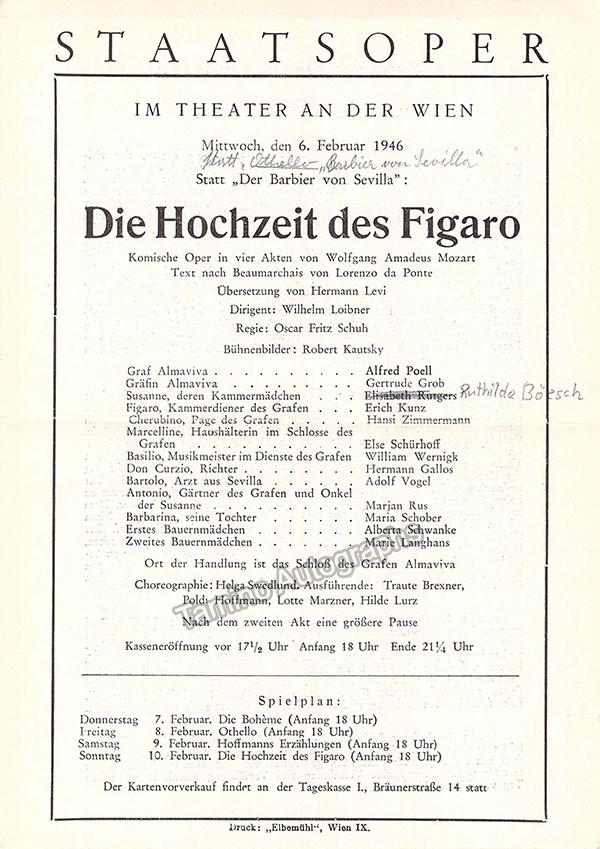 STAATSOPER
IM THEATER AN DER WIEN
Mittwoch, den 6. Februar 1946
Statt, Othello „Barbier von Sevilla“
Statt „Der Barbier von Sevilla“ :
Die Hochzeit des Figaro
Komische Oper in vier Akten von Wolfgang Amadeus Mozart
Text nach Beaumarchais von Lorenzo da Ponte
Übersetzung von Hermann Levi
Dirigent: Wilhelm Loibner
Regie: Oscar Fritz Schuh
Bühnenbilder: Robert Kautsky
Graf Almaviva . . . . . . . . . Alfred Poell
Gräfin Almaviva . . . . . . . . Gertrude Grob
Susanne, deren Kammermädchen . . . Elisabeth Rutgers Ruthilde Böesch
Figaro, Kammerdiener des Grafen . . . Erich Kunz
Cherubino, Page des Grafen . . . . . Hansi Zimmermann
Marcelline, Haushälterin im Schlosse des
Grafen . . . . . . . . . . . Else Schürhoff
Basilio, Musikmeister im Dienste des Grafen William Wernigk
Don Curzio, Richter . . . . . . . Hermann Gallos
Bartolo, Arzt aus Sevilla . . . . . Adolf Vogel
Antonio, Gärtner des Grafen und Onkel
der Susanne . . . . . . . . . Marjan Rus
Barbarina, seine Tochter . . . . . . Maria Schober
Erstes Bauernmädchen . . . . . . Alberta Schwanke
Zweites Bauernmädchen . . . . . . Marie Langhans
Ort der Handlung ist das Schloß des Grafen Almaviva
Choreographie: Helga Swedlund. Ausführende: Traute Brexner,
Poldi Hoffmann, Lotte Marzner, Hilde Lurz
Tamino Autographs
Nach dem zweiten Akt eine größere Pause
Kasseneröffnung vor 17½ Uhr Anfang 18 Uhr Ende 21¼ Uhr
Spielplan:
Donnerstag 7. Februar. Die Bohème (Anfang 18 Uhr)
Freitag 8. Februar. Othello (Anfang 18 Uhr)
Samstag 9. Februar. Hoffmanns Erzählungen (Anfang 18 Uhr)
Sonntag 10. Februar. Die Hochzeit des Figaro (Anfang 18 Uhr)
Der Kartenvorverkauf findet an der Tageskasse I., Bräunerstraße 14 statt
Druck: „Elbemühl“, Wien IX.